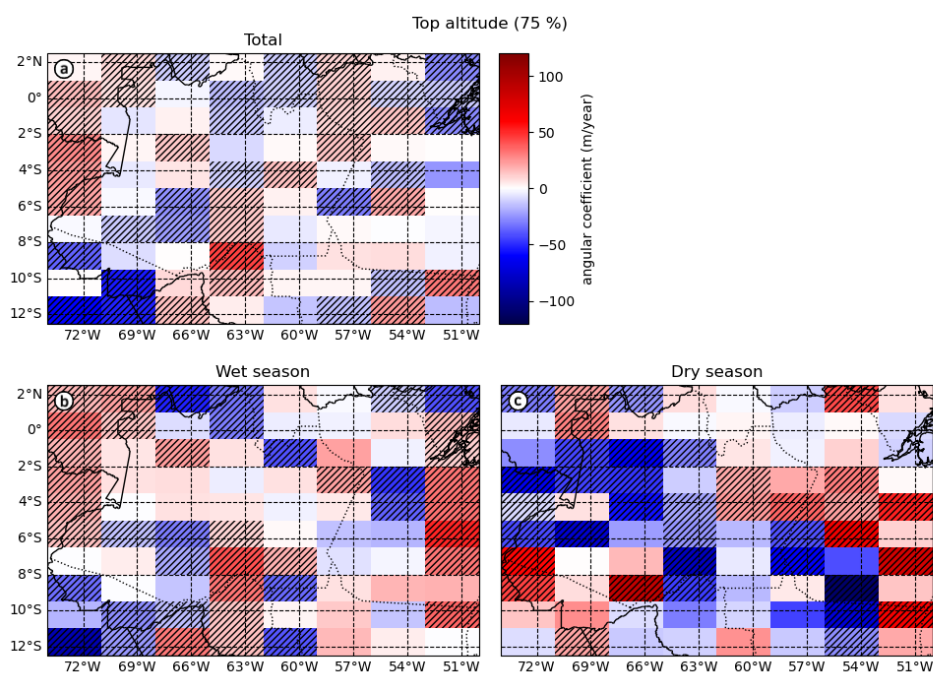 Top altitude (75 %)
Total
a
2°N
0°
2°S
4°S
6°S
8°S
10°S
12°S
72°W 69°W 66°W 63°W 60°W 57°W 54°W 51°W
100
50
0
−50
−100
angular coefficient (m/year)
Wet season
b
2°N
0°
2°S
4°S
6°S
8°S
10°S
12°S
72°W 69°W 66°W 63°W 60°W 57°W 54°W 51°W
Dry season
c
72°W 69°W 66°W 63°W 60°W 57°W 54°W 51°W